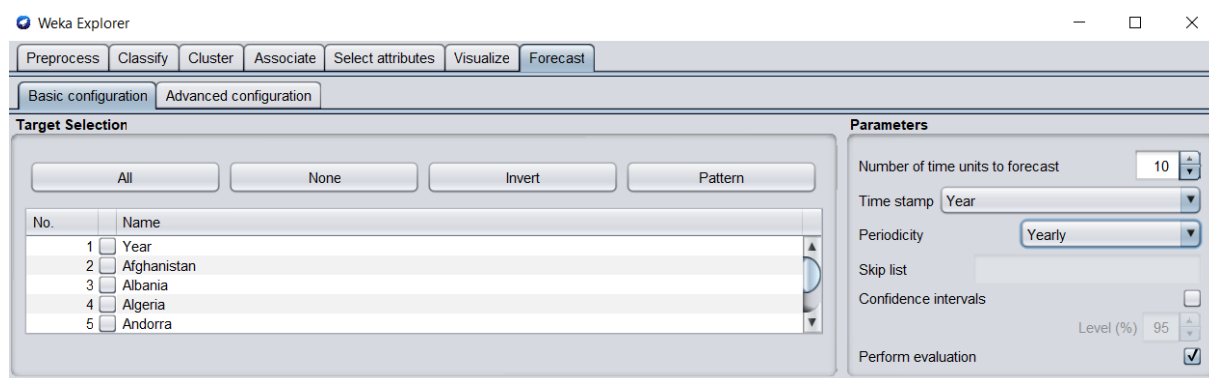 Weka Explorer
Preprocess Classify Cluster Associate Select attributes Visualize Forecast
Basic configuration Advanced configuration
Target Selection
All None Invert Pattern
No. Name
1 Year
2 Afghanistan
3 Albania
4 Algeria
5 Andorra
Parameters
Number of time units to forecast 10
Time stamp Year
Periodicity Yearly
Skip list
Confidence intervals
Level (%) 95
Perform evaluation